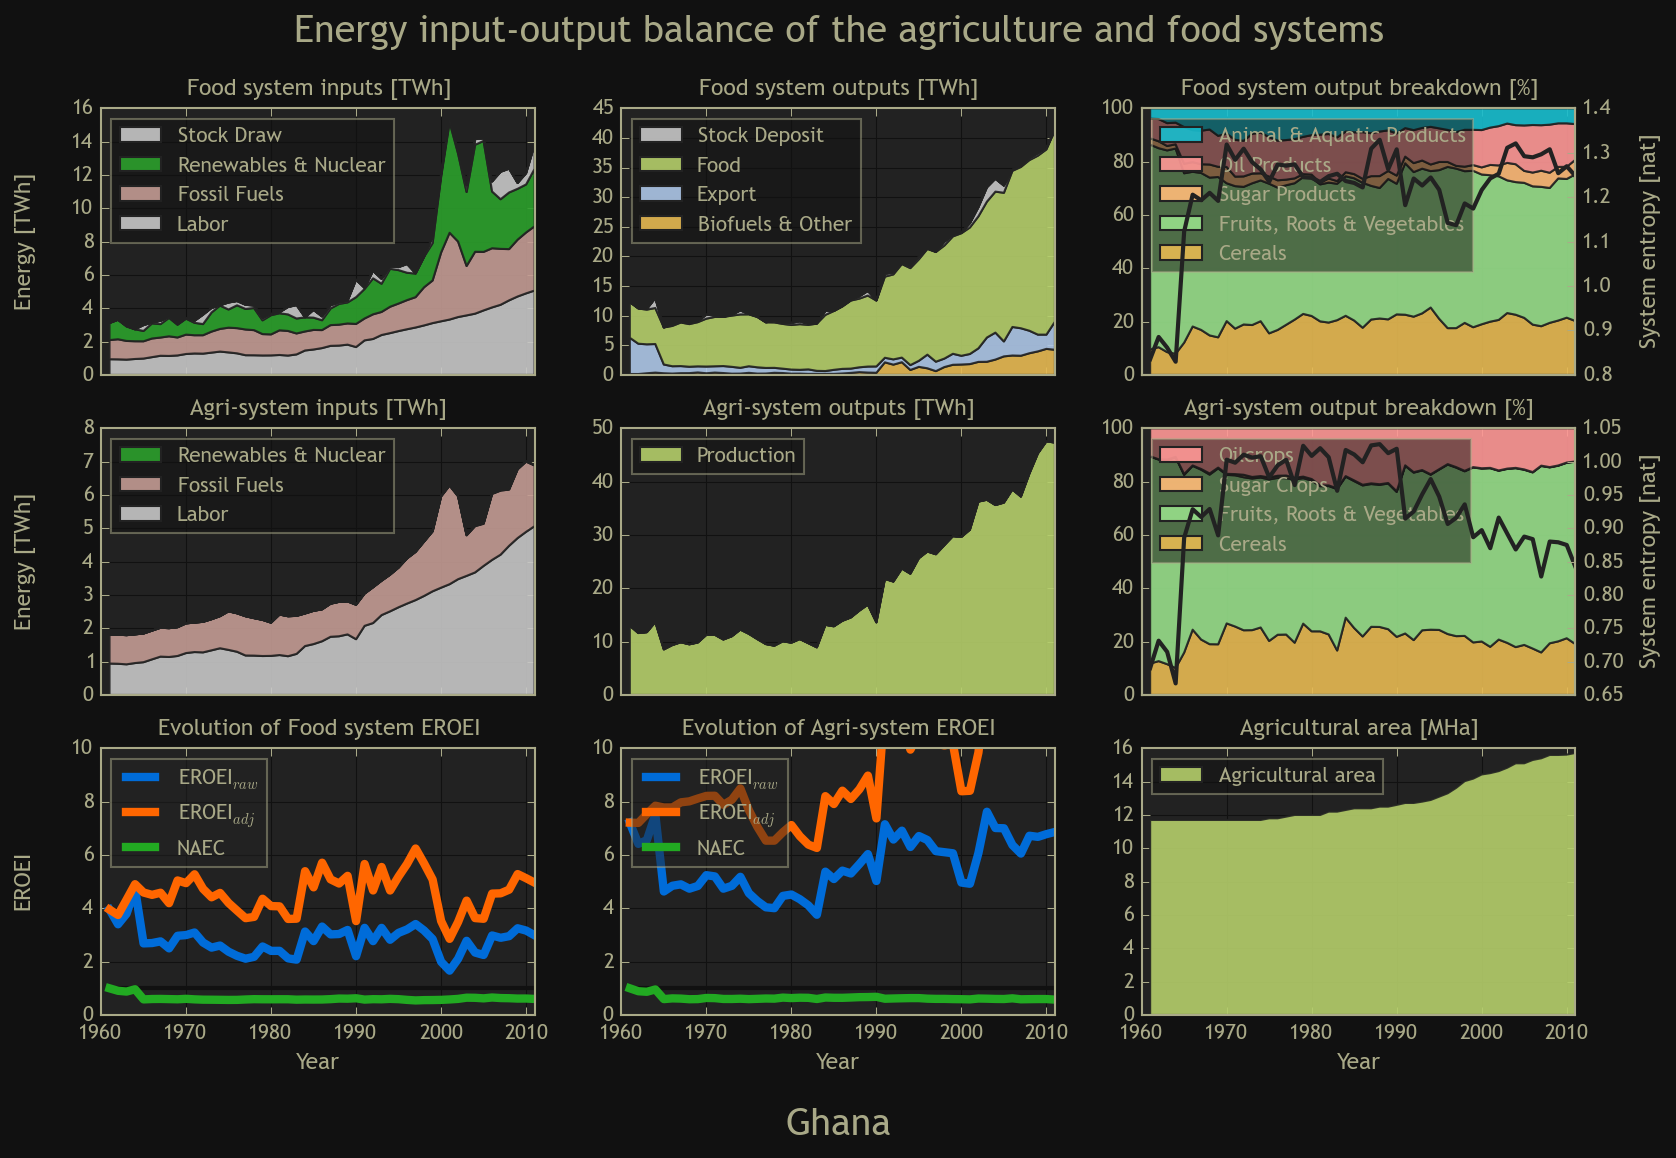 Energy input-output balance of the agriculture and food systems
Food system inputs [TWh]
Energy [TWh]
16
14
12
10
8
6
4
2
0
Stock Draw
Renewables & Nuclear
Fossil Fuels
Labor
Food system outputs [TWh]
45
40
35
30
25
20
15
10
5
0
Stock Deposit
Food
Export
Biofuels & Other
Food system output breakdown [%]
100
80
60
40
20
0
Animal & Aquatic Products
Oil Products
Sugar Products
Fruits, Roots & Vegetables
Cereals
1.4
1.3
1.2
1.1
1.0
0.9
0.8
System entropy [nat]
Agri-system inputs [TWh]
Energy [TWh]
8
7
6
5
4
3
2
1
0
Renewables & Nuclear
Fossil Fuels
Labor
Agri-system outputs [TWh]
50
40
30
20
10
0
Production
Agri-system output breakdown [%]
100
80
60
40
20
0
Oilcrops
Sugar Crops
Fruits, Roots & Vegetables
Cereals
1.05
1.00
0.95
0.90
0.85
0.80
0.75
0.70
0.65
System entropy [nat]
Evolution of Food system EROEI
EROEI
10
8
6
4
2
0
EROEI raw
EROEI adj
NAEC
1960 1970 1980 1990 2000 2010
Year
Evolution of Agri-system EROEI
10
8
6
4
2
0
EROEI raw
EROEI adj
NAEC
1960 1970 1980 1990 2000 2010
Year
Agricultural area [MHa]
16
14
12
10
8
6
4
2
0
Agricultural area
1960 1970 1980 1990 2000 2010
Year
Ghana